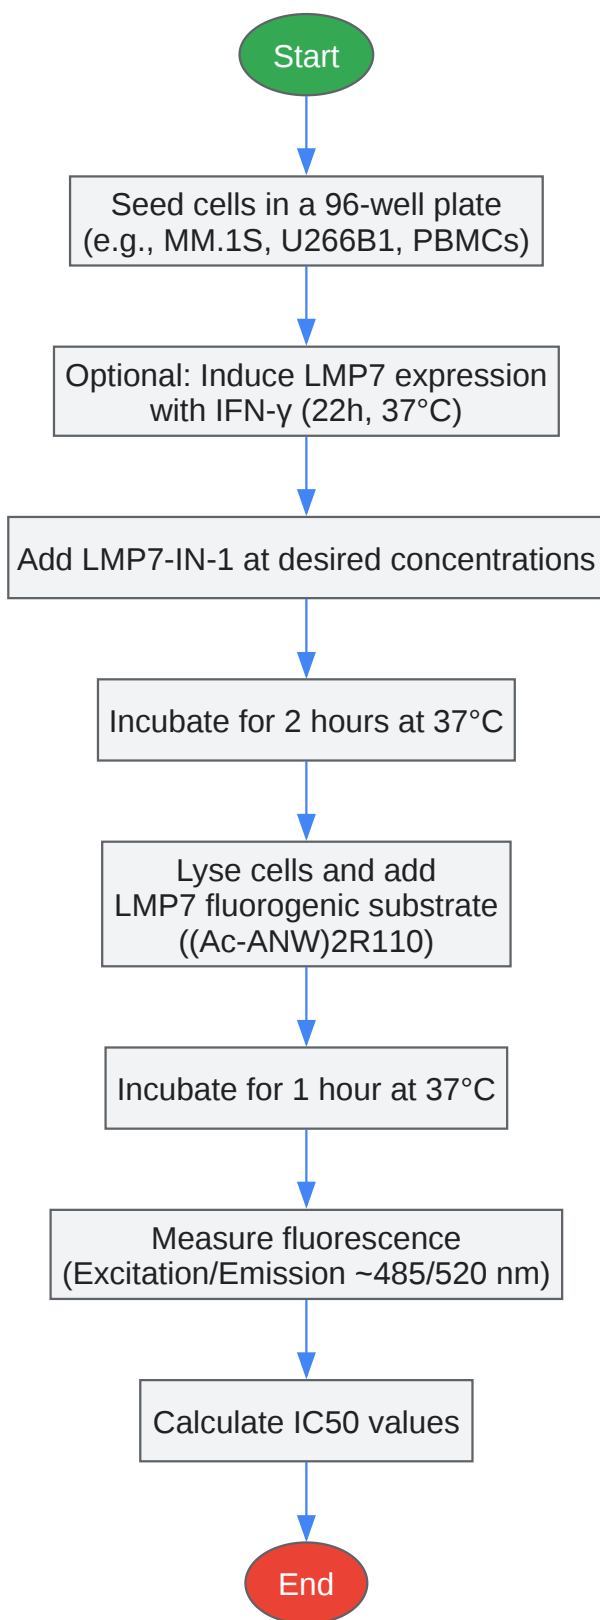 Start
Seed cells in a 96-well plate
(e.g., MM.1S, U266B1, PBMCs)
Optional: Induce LMP7 expression
with IFN-γ (22h, 37°C)
Add LMP7-IN-1 at desired concentrations
Incubate for 2 hours at 37°C
Lyse cells and add
LMP7 fluorogenic substrate
((Ac-ANW)2R110)
Incubate for 1 hour at 37°C
Measure fluorescence
(Excitation/Emission ~485/520 nm)
Calculate IC50 values
End